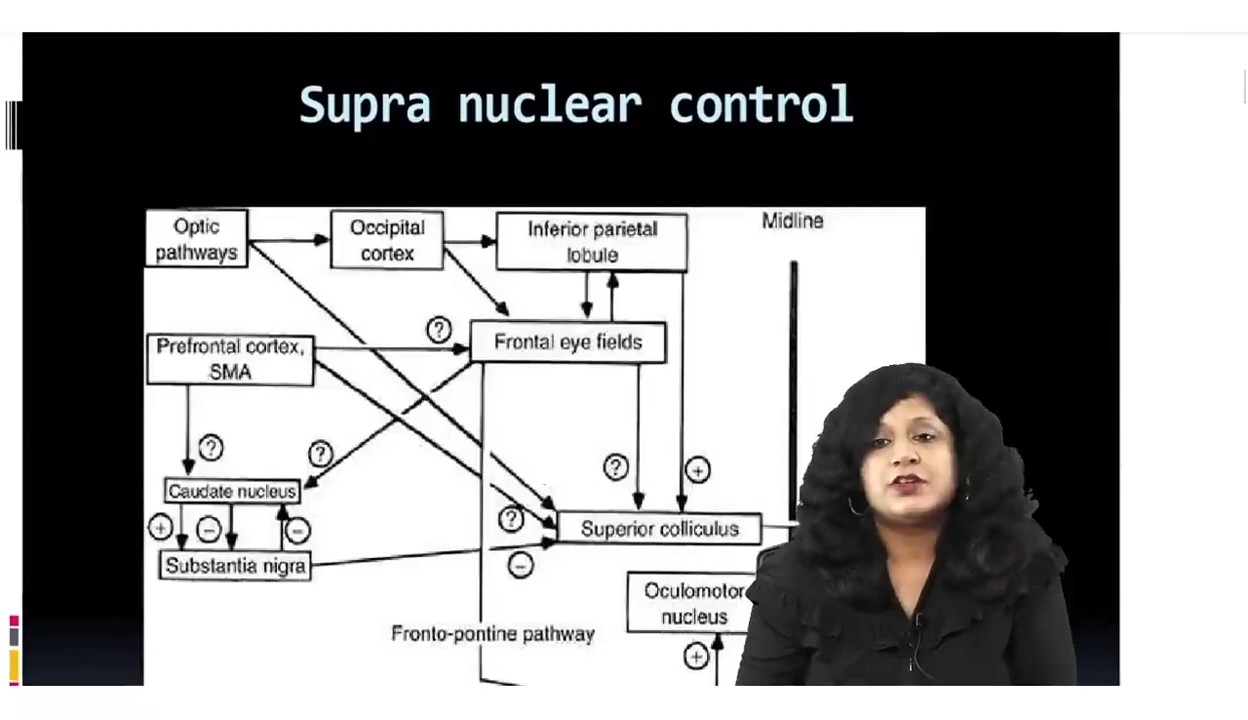 Supra nuclear control
Optic
pathways
Occipital
cortex
Inferior parietal
lobule
Midline
?
Frontal eye fields
Prefrontal cortex,
SMA
?
?
?
+
Caudate nucleus
+
−
−
?
Superior colliculus
Substantia nigra
−
Oculomotor
nucleus
Fronto-pontine pathway
+